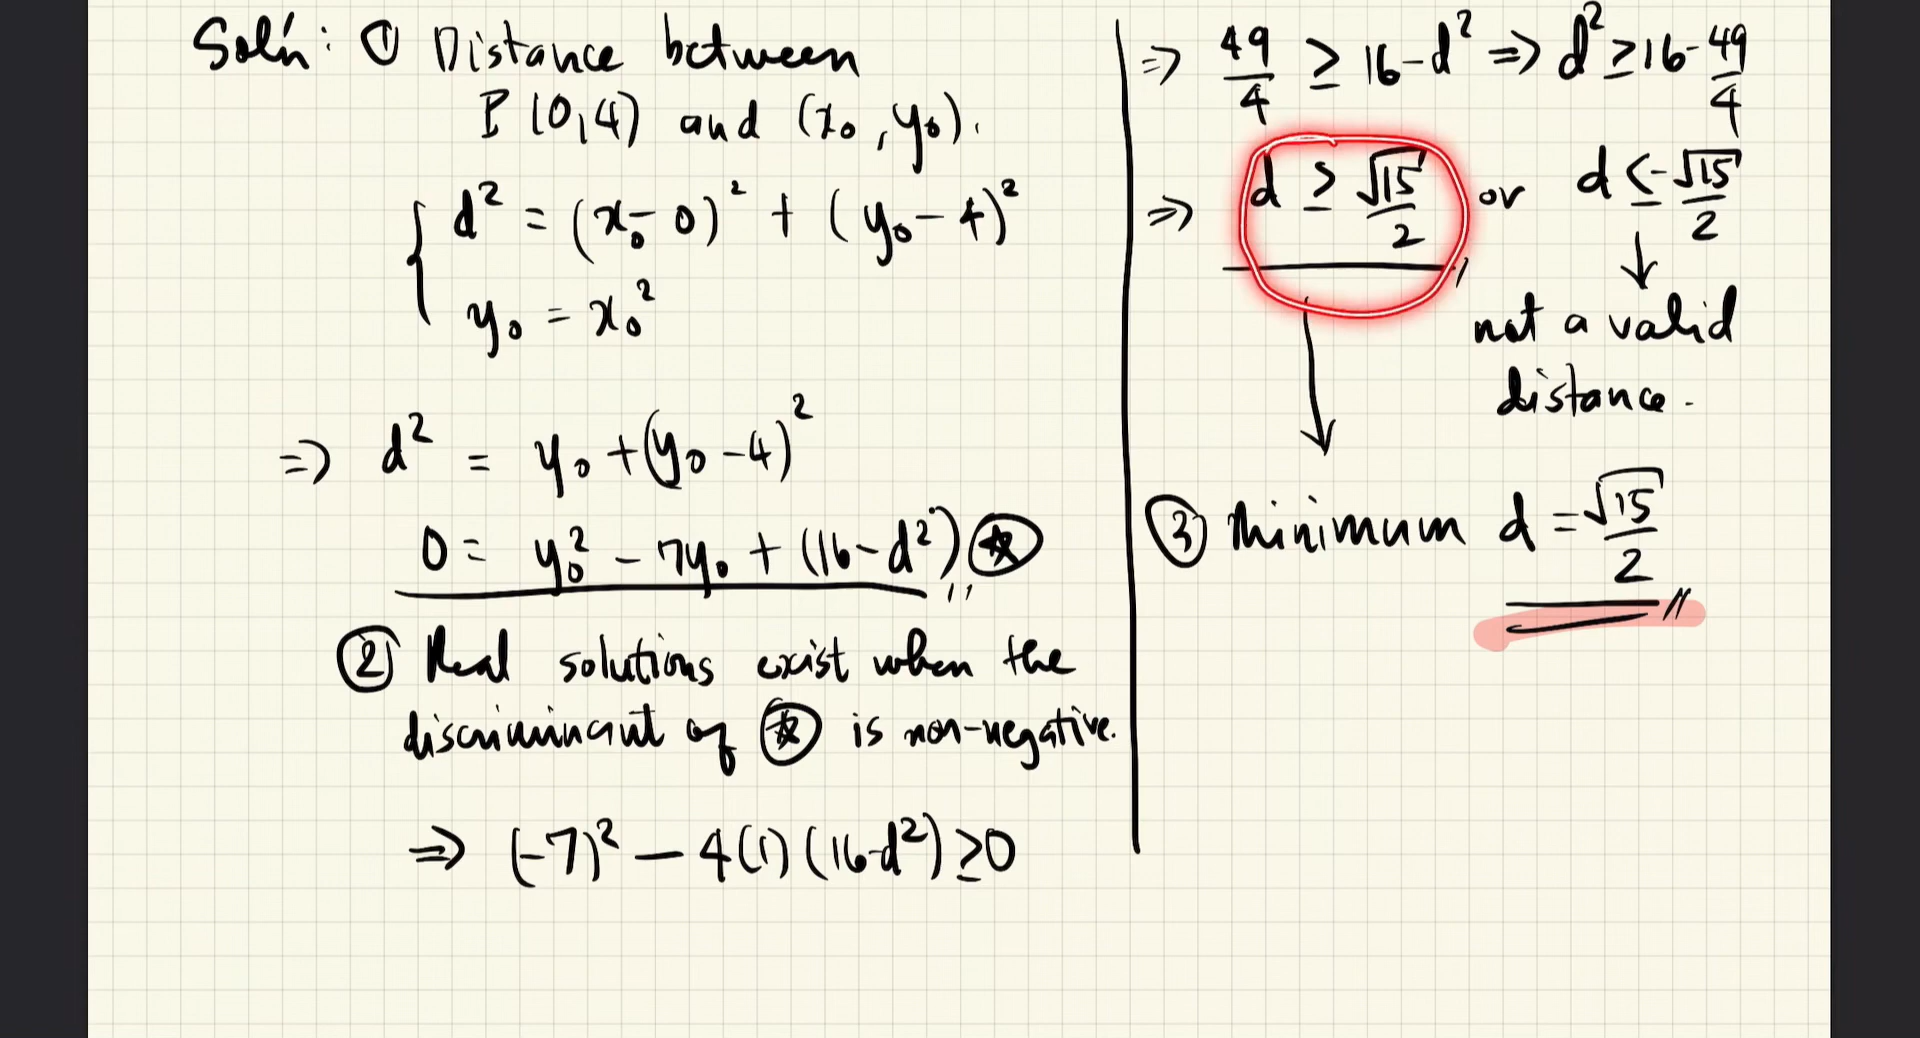 Sol'n: ① Distance between
P(0,4) and (x₀, y₀).
d² = (x₀-0)² + (y₀-4)²
y₀ = x₀²
=> d² = y₀ + (y₀-4)²
0 = y₀² - 7y₀ + (16-d²) ⊛
② Real solutions exist when the
discriminant of ⊛ is non-negative.
=> (-7)² - 4(1)(16-d²) ≥ 0
=> 49/4 ≥ 16-d² => d² ≥ 16-49/4
=> d ≥ √15/2 or d ≤ -√15/2
not a valid
distance.
③ Minimum d = √15/2